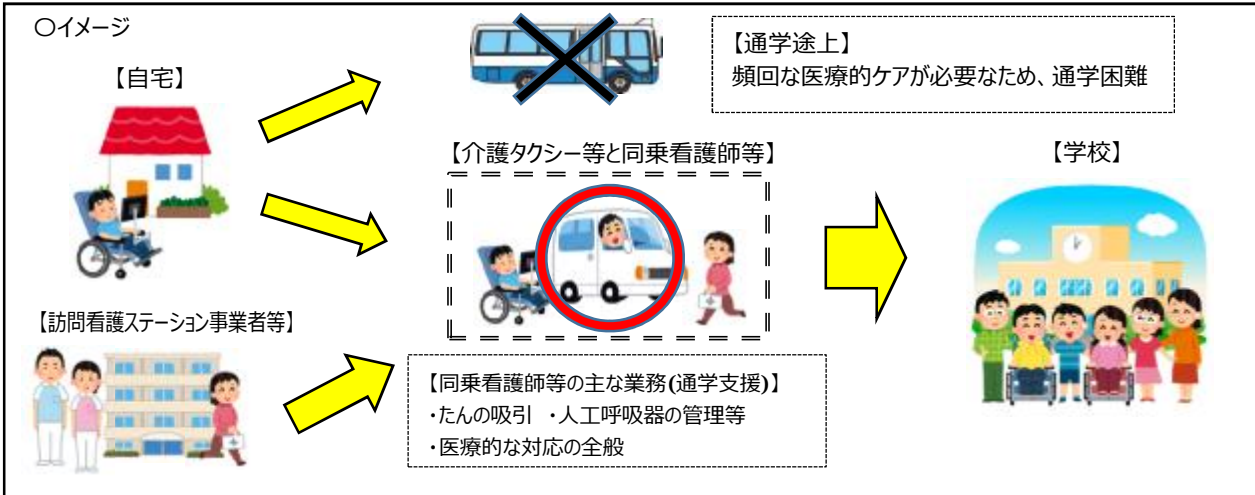 ○イメージ
【自宅】
【通学途上】
頻回な医療的ケアが必要なため、通学困難
【介護タクシー等と同乗看護師等】
【学校】
【訪問看護ステーション事業者等】
【同乗看護師等の主な業務(通学支援)】
・たんの吸引 ・人工呼吸器の管理等
・医療的な対応の全般